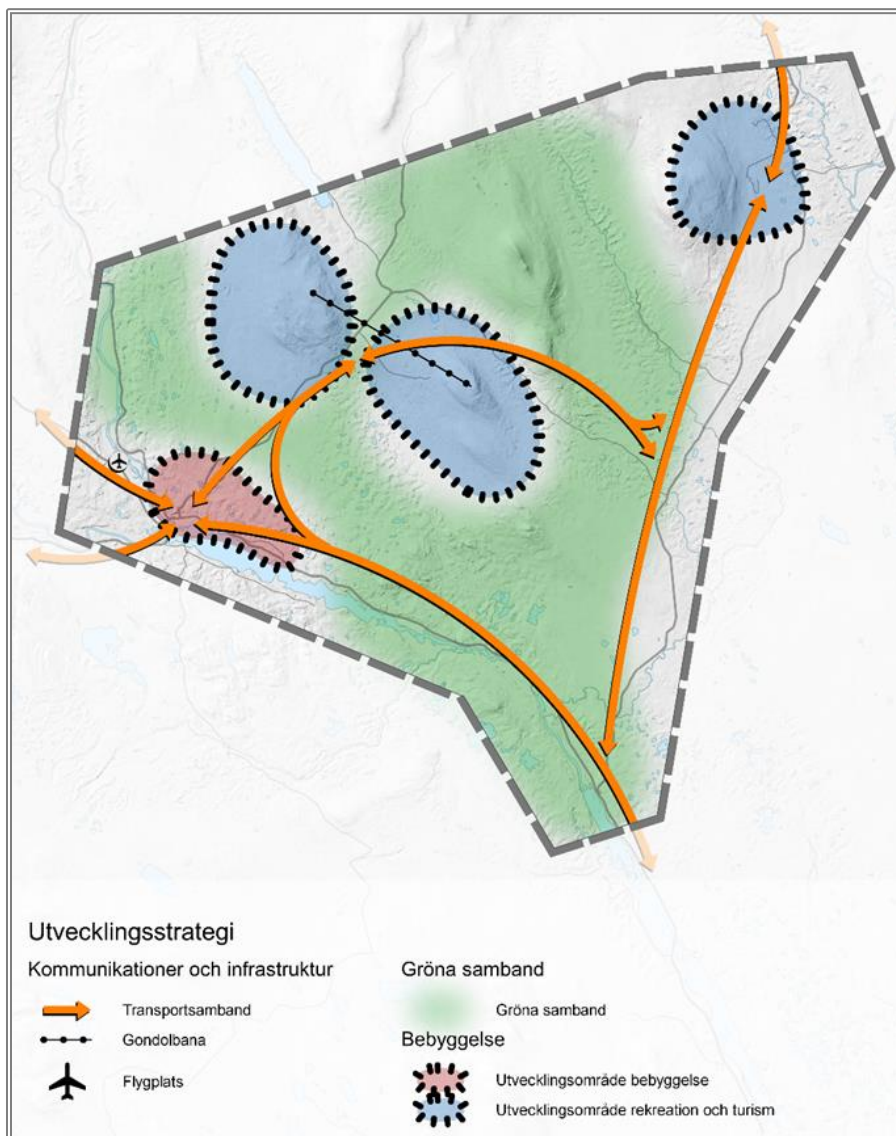 Utvecklingsstrategi
Kommunikationer och infrastruktur
Transportsamband
Gondolbana
Flygplats
Gröna samband
Gröna samband
Bebyggelse
Utvecklingsområde bebyggelse
Utvecklingsområde rekreation och turism